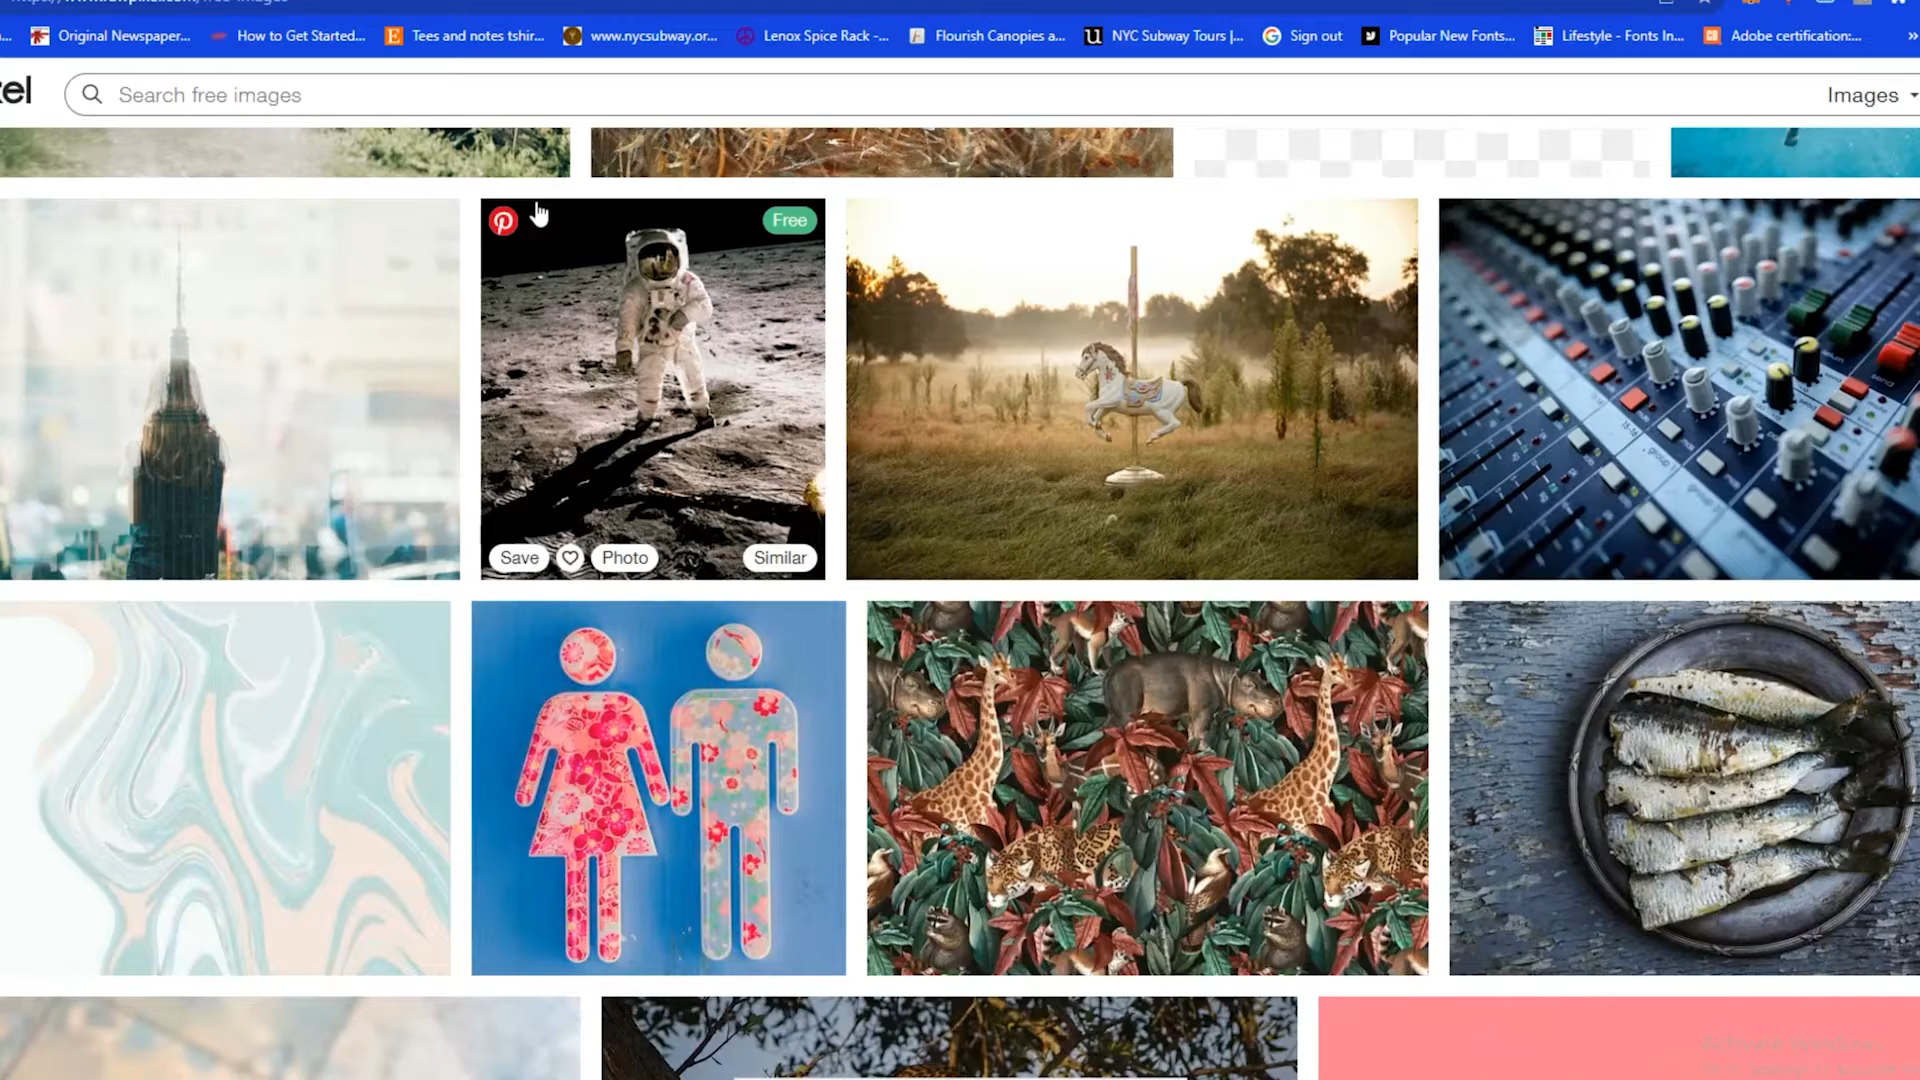 Original Newspaper... How to Get Started... Tees and notes tshir... www.nycsubway.or... Lenox Spice Rack -... Flourish Canopies a... NYC Subway Tours |... Sign out Popular New Fonts... Lifestyle - Fonts In... Adobe certification:... »
xel Search free images Images
Free
Save Photo Similar